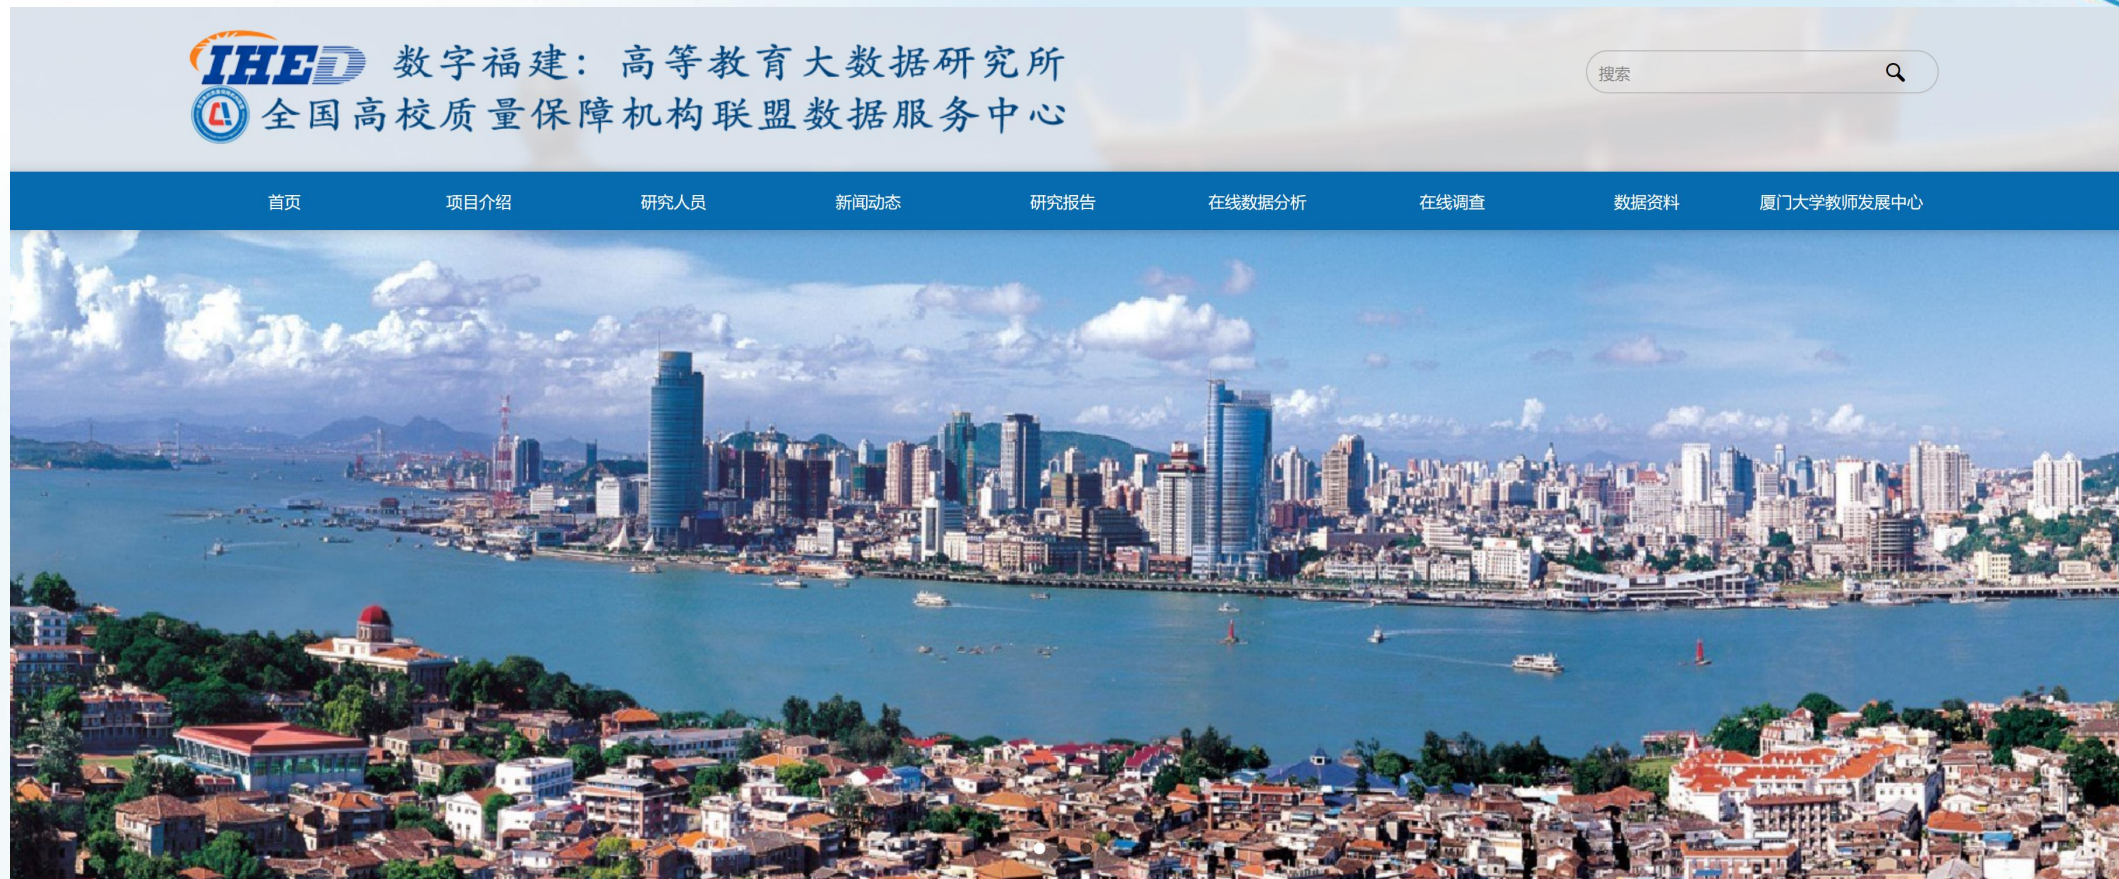 IHED 数字福建：高等教育大数据研究所
全国高校质量保障机构联盟数据服务中心
搜索
首页 项目介绍 研究人员 新闻动态 研究报告 在线数据分析 在线调查 数据资料 厦门大学教师发展中心